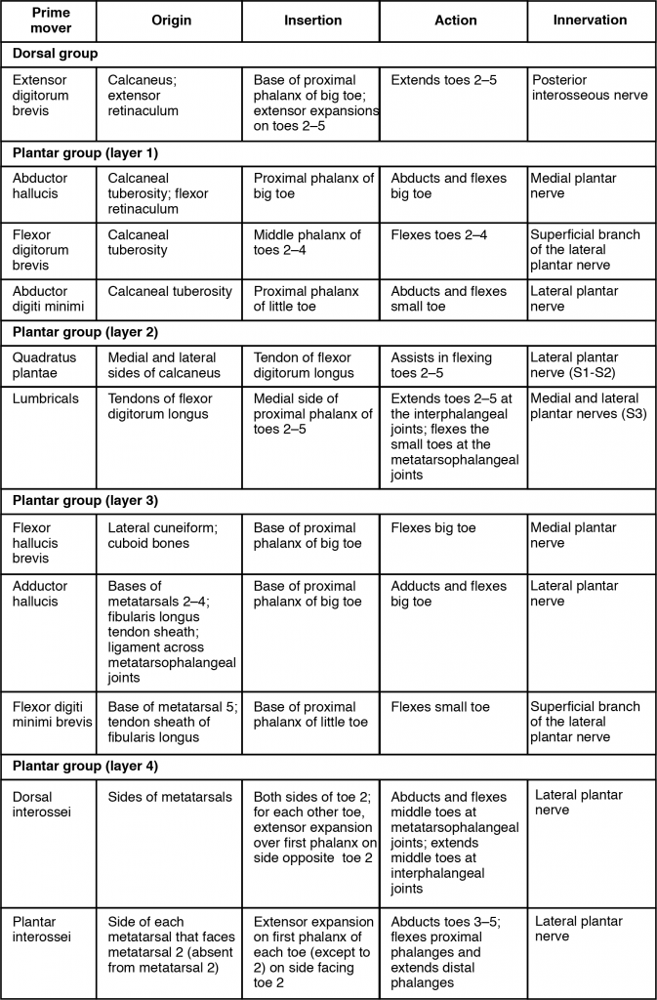 Prime
mover
Origin
Insertion
Action
Innervation
Dorsal group
Extensor
digitorum
brevis
Calcaneus;
extensor
retinaculum
Base of proximal
phalanx of big toe;
extensor expansions
on toes 2–5
Extends toes 2–5
Posterior
interosseous nerve
Plantar group (layer 1)
Abductor
hallucis
Calcaneal
tuberosity; flexor
retinaculum
Proximal phalanx of
big toe
Abducts and flexes
big toe
Medial plantar
nerve
Flexor
digitorum
brevis
Calcaneal
tuberosity
Middle phalanx of
toes 2–4
Flexes toes 2–4
Superficial branch
of the lateral
plantar nerve
Abductor
digiti minimi
Calcaneal tuberosity
Proximal phalanx
of little toe
Abducts and flexes
small toe
Lateral plantar
nerve
Plantar group (layer 2)
Quadratus
plantae
Medial and lateral
sides of calcaneus
Tendon of flexor
digitorum longus
Assists in flexing
toes 2–5
Lateral plantar
nerve (S1-S2)
Lumbricals
Tendons of flexor
digitorum longus
Medial side of
proximal phalanx of
toes 2–5
Extends toes 2–5 at
the interphalangeal
joints; flexes the
small toes at the
metatarsophalangeal
joints
Medial and lateral
plantar nerves (S3)
Plantar group (layer 3)
Flexor
hallucis
brevis
Lateral cuneiform;
cuboid bones
Base of proximal
phalanx of big toe
Flexes big toe
Medial plantar
nerve
Adductor
hallucis
Bases of
metatarsals 2–4;
fibularis longus
tendon sheath;
ligament across
metatarsophalangeal
joints
Base of proximal
phalanx of big toe
Adducts and flexes
big toe
Lateral plantar
nerve
Flexor digiti
minimi brevis
Base of metatarsal 5;
tendon sheath of
fibularis longus
Base of proximal
phalanx of little toe
Flexes small toe
Superficial branch
of the lateral
plantar nerve
Plantar group (layer 4)
Dorsal
interossei
Sides of metatarsals
Both sides of toe 2;
for each other toe,
extensor expansion
over first phalanx on
side opposite toe 2
Abducts and flexes
middle toes at
metatarsophalangeal
joints; extends
middle toes at
interphalangeal
joints
Lateral plantar
nerve
Plantar
interossei
Side of each
metatarsal that faces
metatarsal 2 (absent
from metatarsal 2)
Extensor expansion
on first phalanx of
each toe (except to
2) on side facing
toe 2
Abducts toes 3–5;
flexes proximal
phalanges and
extends distal
phalanges
Lateral plantar
nerve